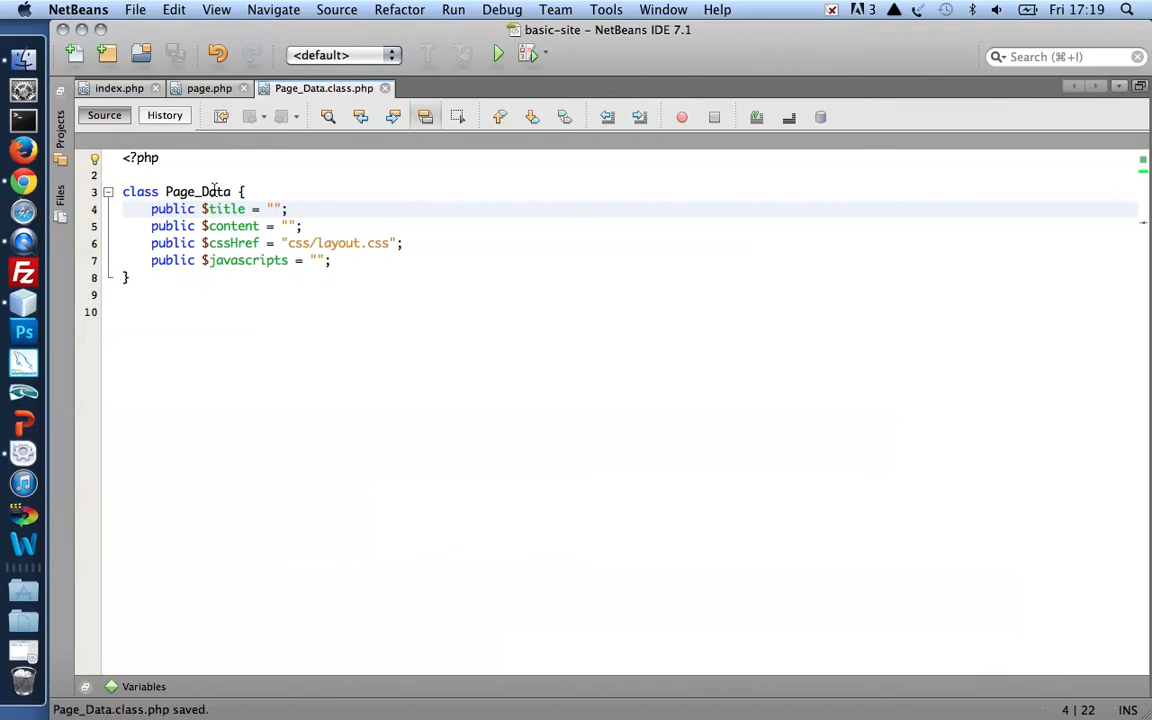 NetBeans File Edit View Navigate Source Refactor Run Debug Team Tools Window Help 3 Fri 17:19
basic-site – NetBeans IDE 7.1
<default> Search (⌘+I)
index.php page.php Page_Data.class.php
Source History
Projects
Files
<?php
2
3 class Page_Data {
4 public $title = "";
5 public $content = "";
6 public $cssHref = "css/layout.css";
7 public $javascripts = "";
8 }
9
10
Variables
Page_Data.class.php saved. 4 | 22 INS